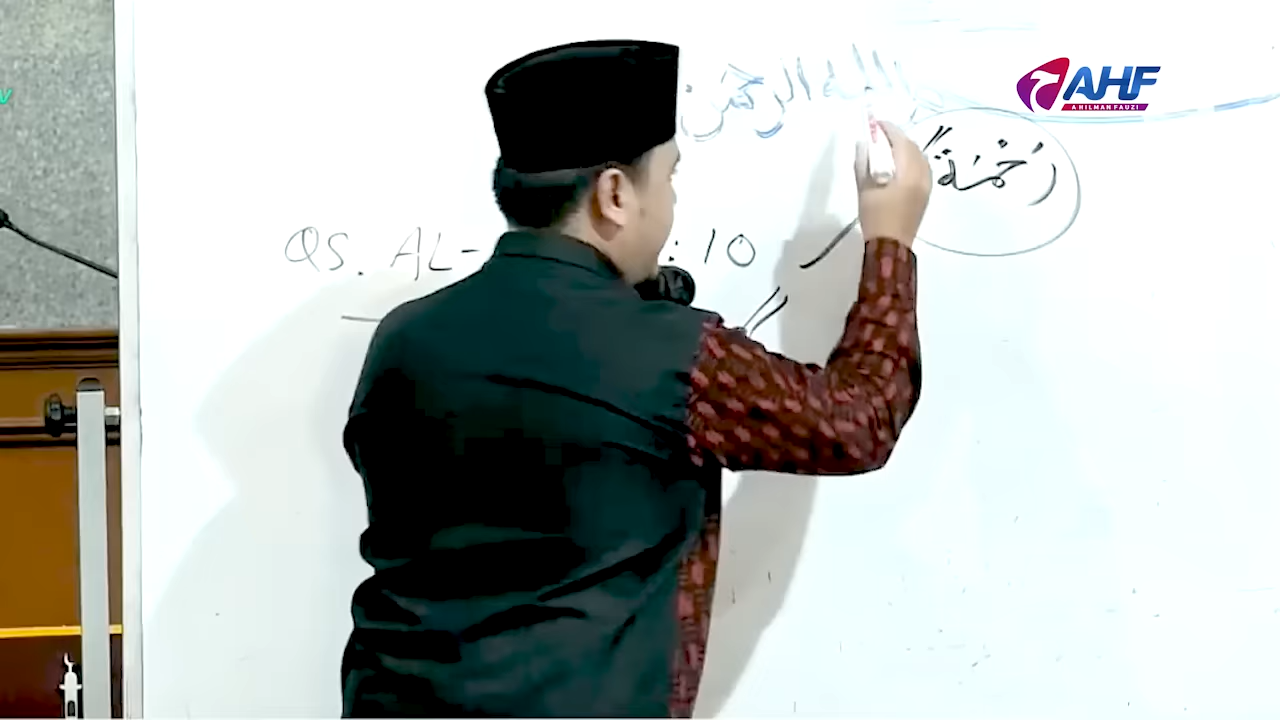 AHF
A HILMAN FAUZI
الله الرحمن
رَحْمَةً
QS. AL- : 10